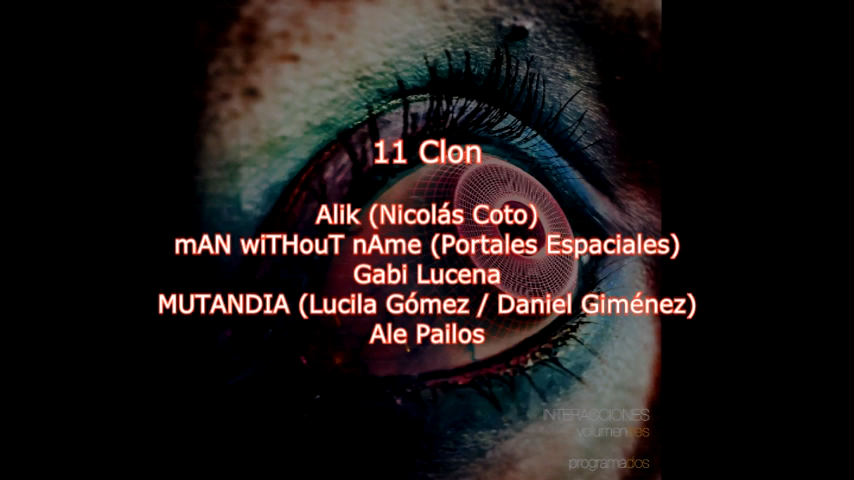 11 Clon
Alik (Nicolás Coto)
mAN wiTHouT nAme (Portales Espaciales)
Gabi Lucena
MUTANDIA (Lucila Gómez / Daniel Giménez)
Ale Pailos
INTERACCIONES
volumendos
programados